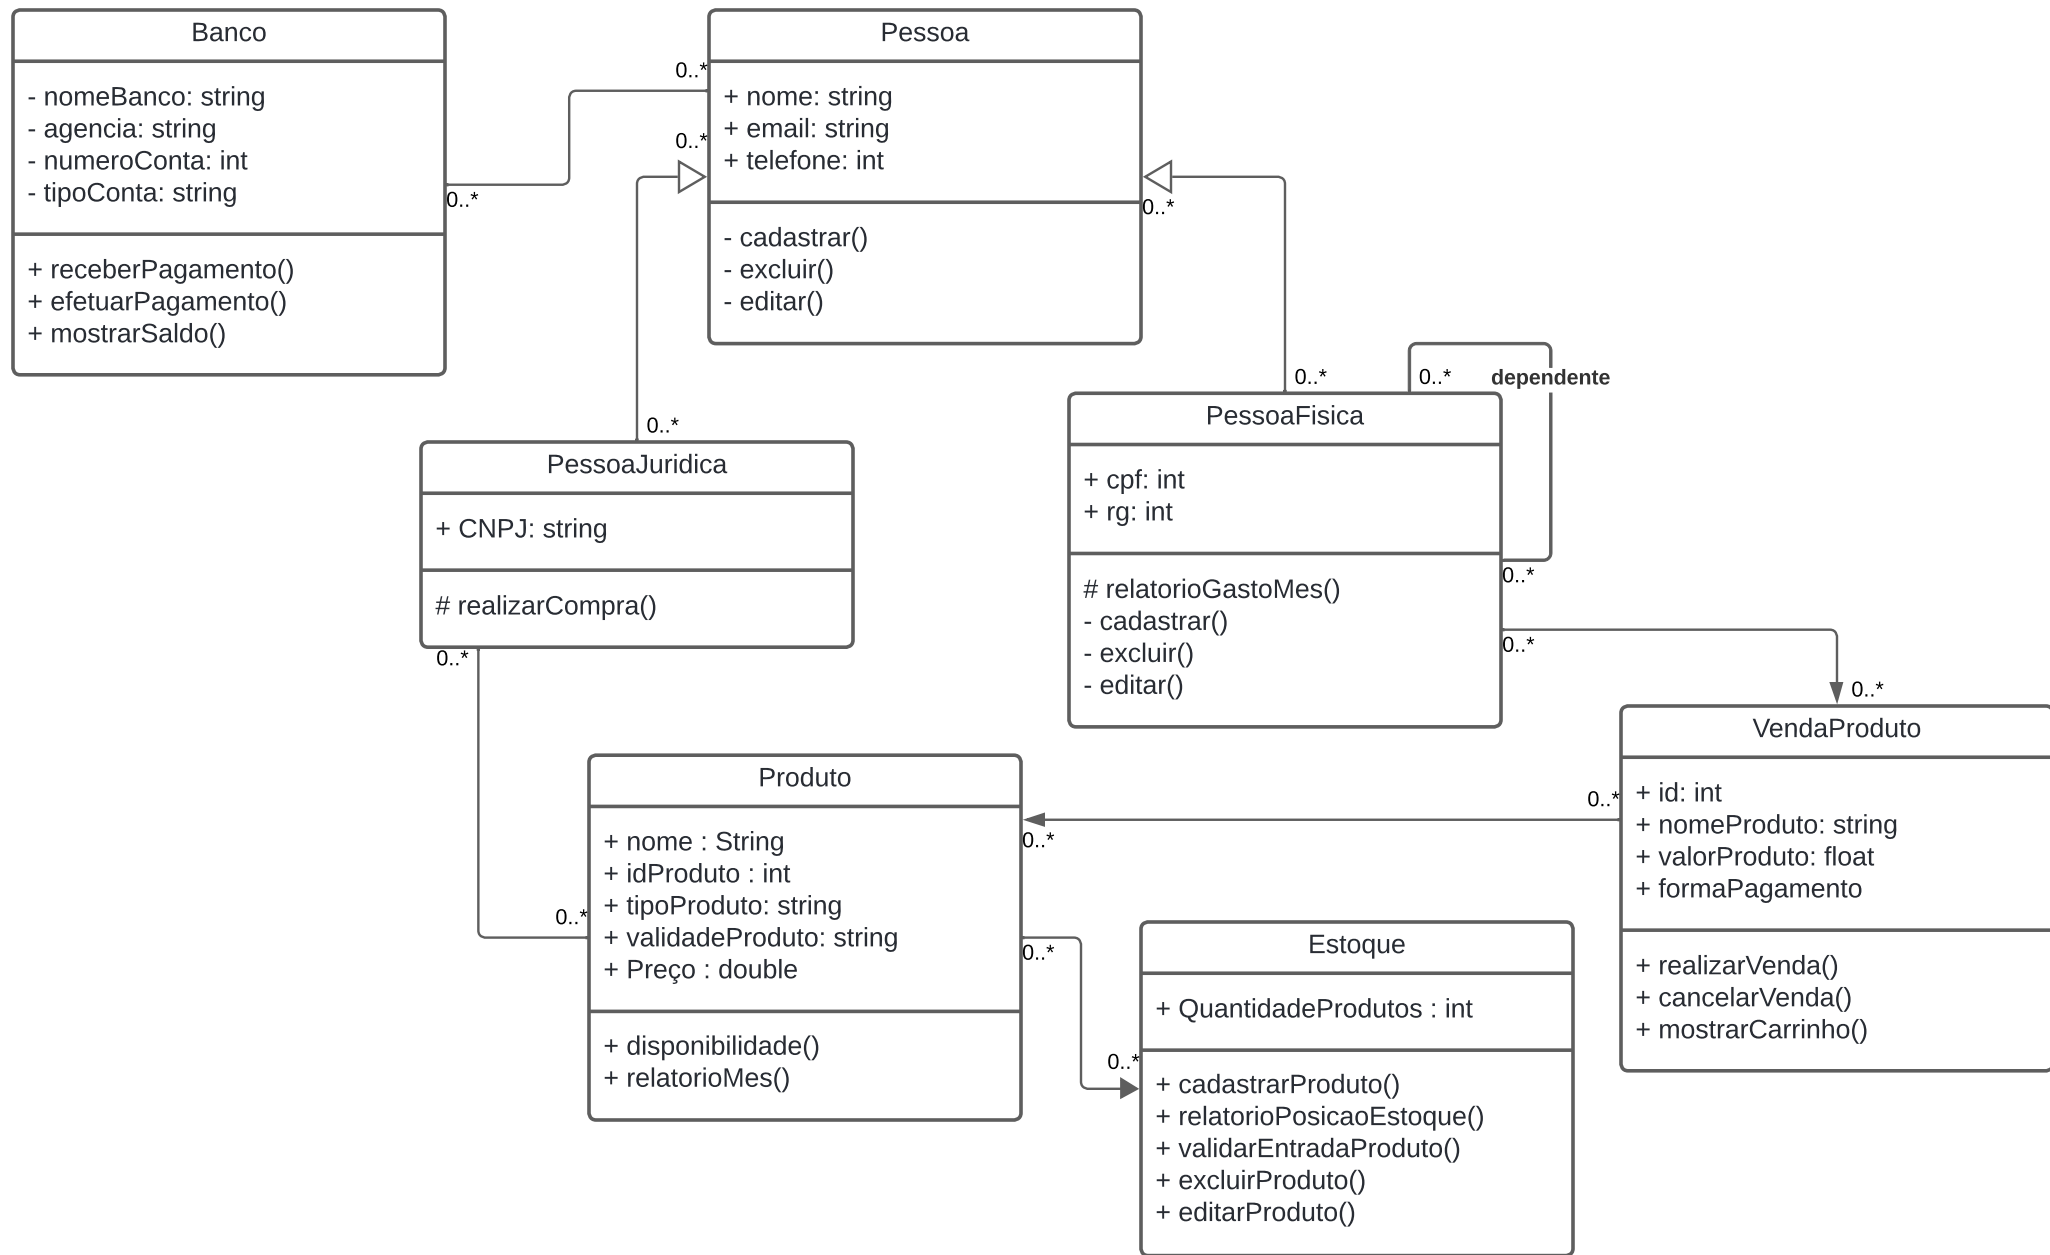 Banco
- nomeBanco: string
- agencia: string
- numeroConta: int
- tipoConta: string
+ receberPagamento()
+ efetuarPagamento()
+ mostrarSaldo()
0..*
0..*
Pessoa
+ nome: string
+ email: string
+ telefone: int
- cadastrar()
- excluir()
- editar()
0..*
0..*
0..*
0..*
PessoaJuridica
+ CNPJ: string
# realizarCompra()
0..*
0..*
dependente
PessoaFisica
+ cpf: int
+ rg: int
# relatorioGastoMes()
- cadastrar()
- excluir()
- editar()
0..*
0..*
0..*
VendaProduto
+ id: int
+ nomeProduto: string
+ valorProduto: float
+ formaPagamento
+ realizarVenda()
+ cancelarVenda()
+ mostrarCarrinho()
0..*
0..*
Produto
+ nome : String
+ idProduto : int
+ tipoProduto: string
+ validadeProduto: string
+ Preço : double
+ disponibilidade()
+ relatorioMes()
0..*
0..*
0..*
Estoque
+ QuantidadeProdutos : int
+ cadastrarProduto()
+ relatorioPosicaoEstoque()
+ validarEntradaProduto()
+ excluirProduto()
+ editarProduto()